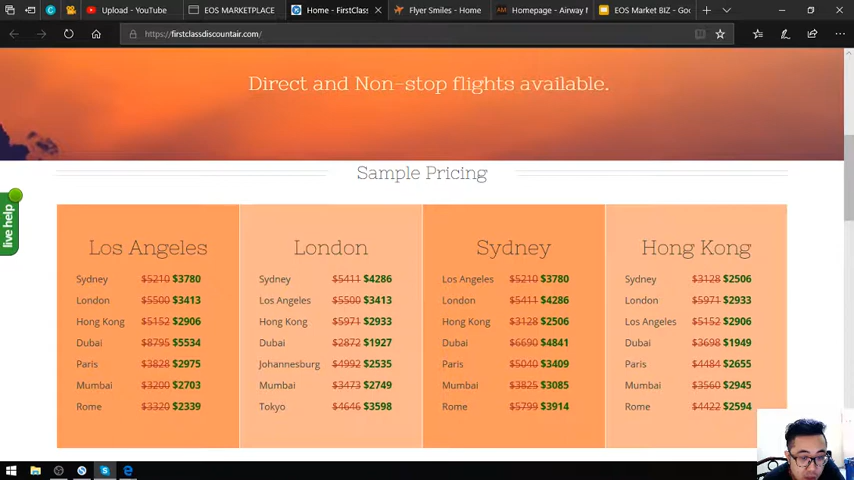 Upload - YouTube
EOS MARKETPLACE
Home - FirstClass
Flyer Smiles - Home
Homepage - Airway M
EOS Market BIZ - Goo
https://firstclassdiscountair.com/
Direct and Non-stop flights available.
Sample Pricing
live help
Los Angeles
Sydney $5210 $3780
London $5500 $3413
Hong Kong $5152 $2906
Dubai $8795 $5534
Paris $3828 $2975
Mumbai $3200 $2703
Rome $3320 $2339
London
Sydney $5411 $4286
Los Angeles $5500 $3413
Hong Kong $5971 $2933
Dubai $2872 $1927
Johannesburg $4992 $2535
Mumbai $3473 $2749
Tokyo $4646 $3598
Sydney
Los Angeles $5210 $3780
London $5411 $4286
Hong Kong $3128 $2506
Dubai $6690 $4841
Paris $5040 $3409
Mumbai $3825 $3085
Rome $5799 $3914
Hong Kong
Sydney $3128 $2506
London $5971 $2933
Los Angeles $5152 $2906
Dubai $3698 $1949
Paris $4484 $2655
Mumbai $3560 $2945
Rome $4422 $2594